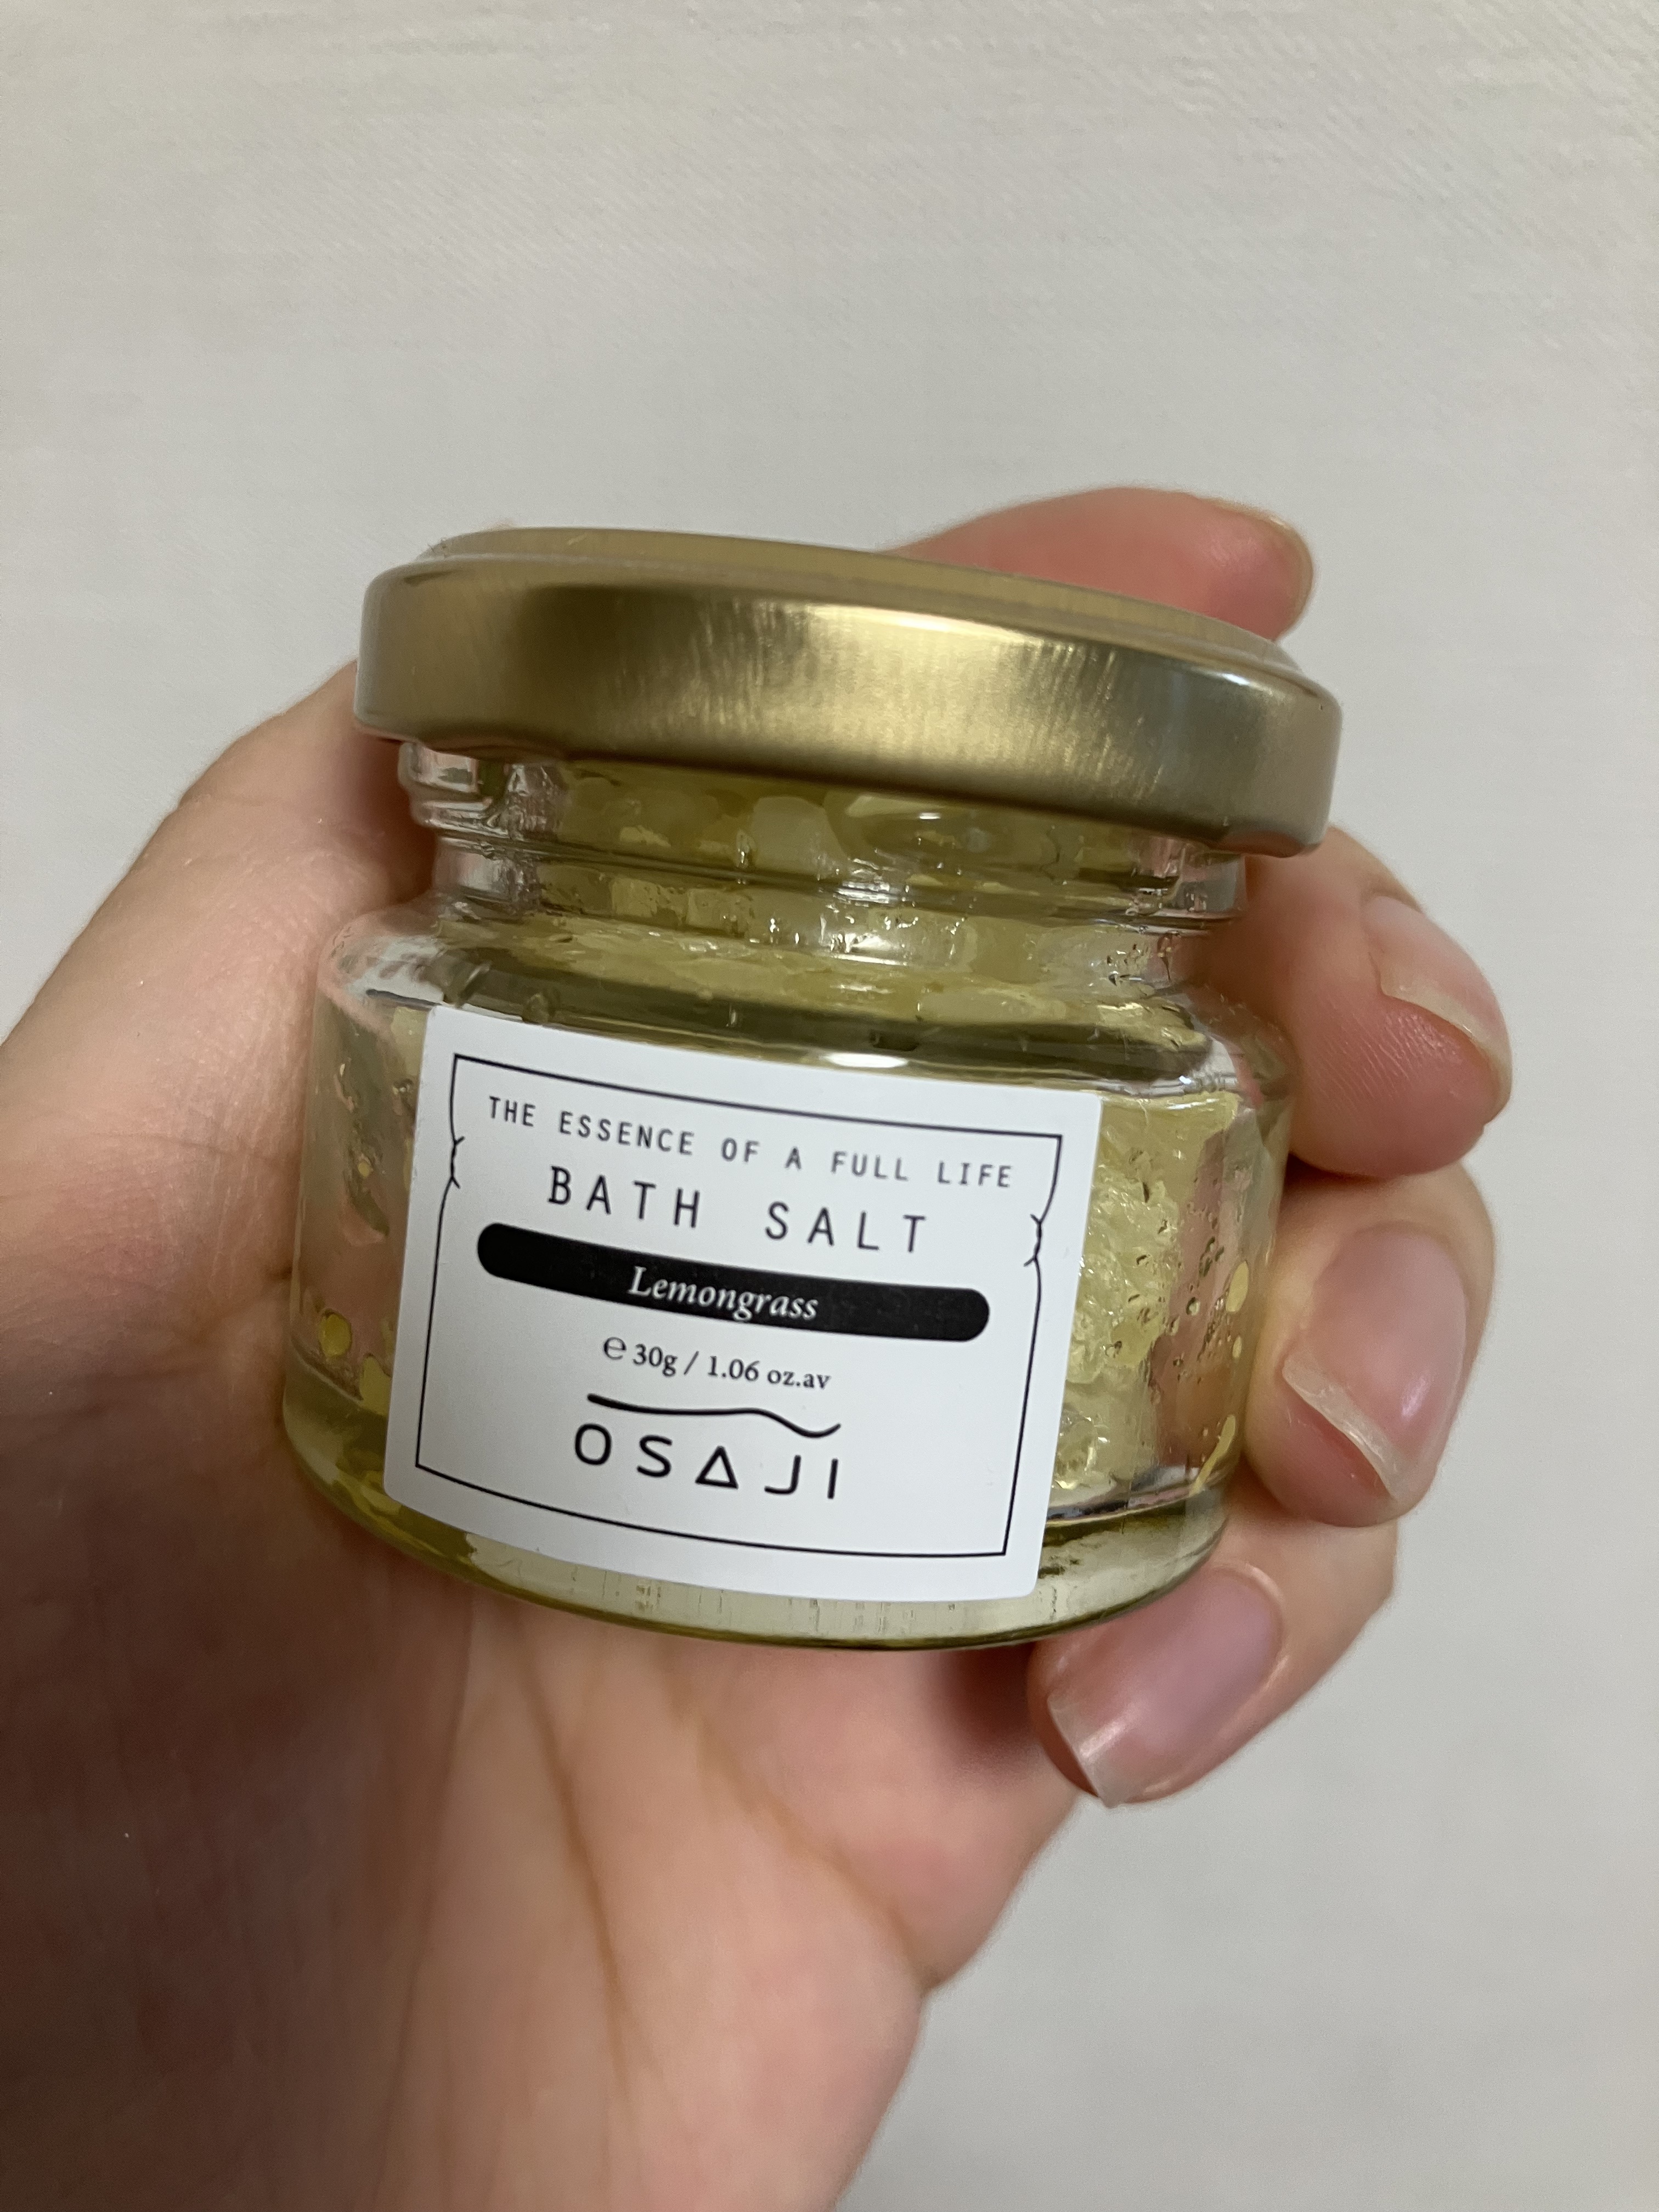 THE ESSENCE OF A FULL LIFE
BATH SALT
Lemongrass
℮ 30g / 1.06 oz.av
OSAJI